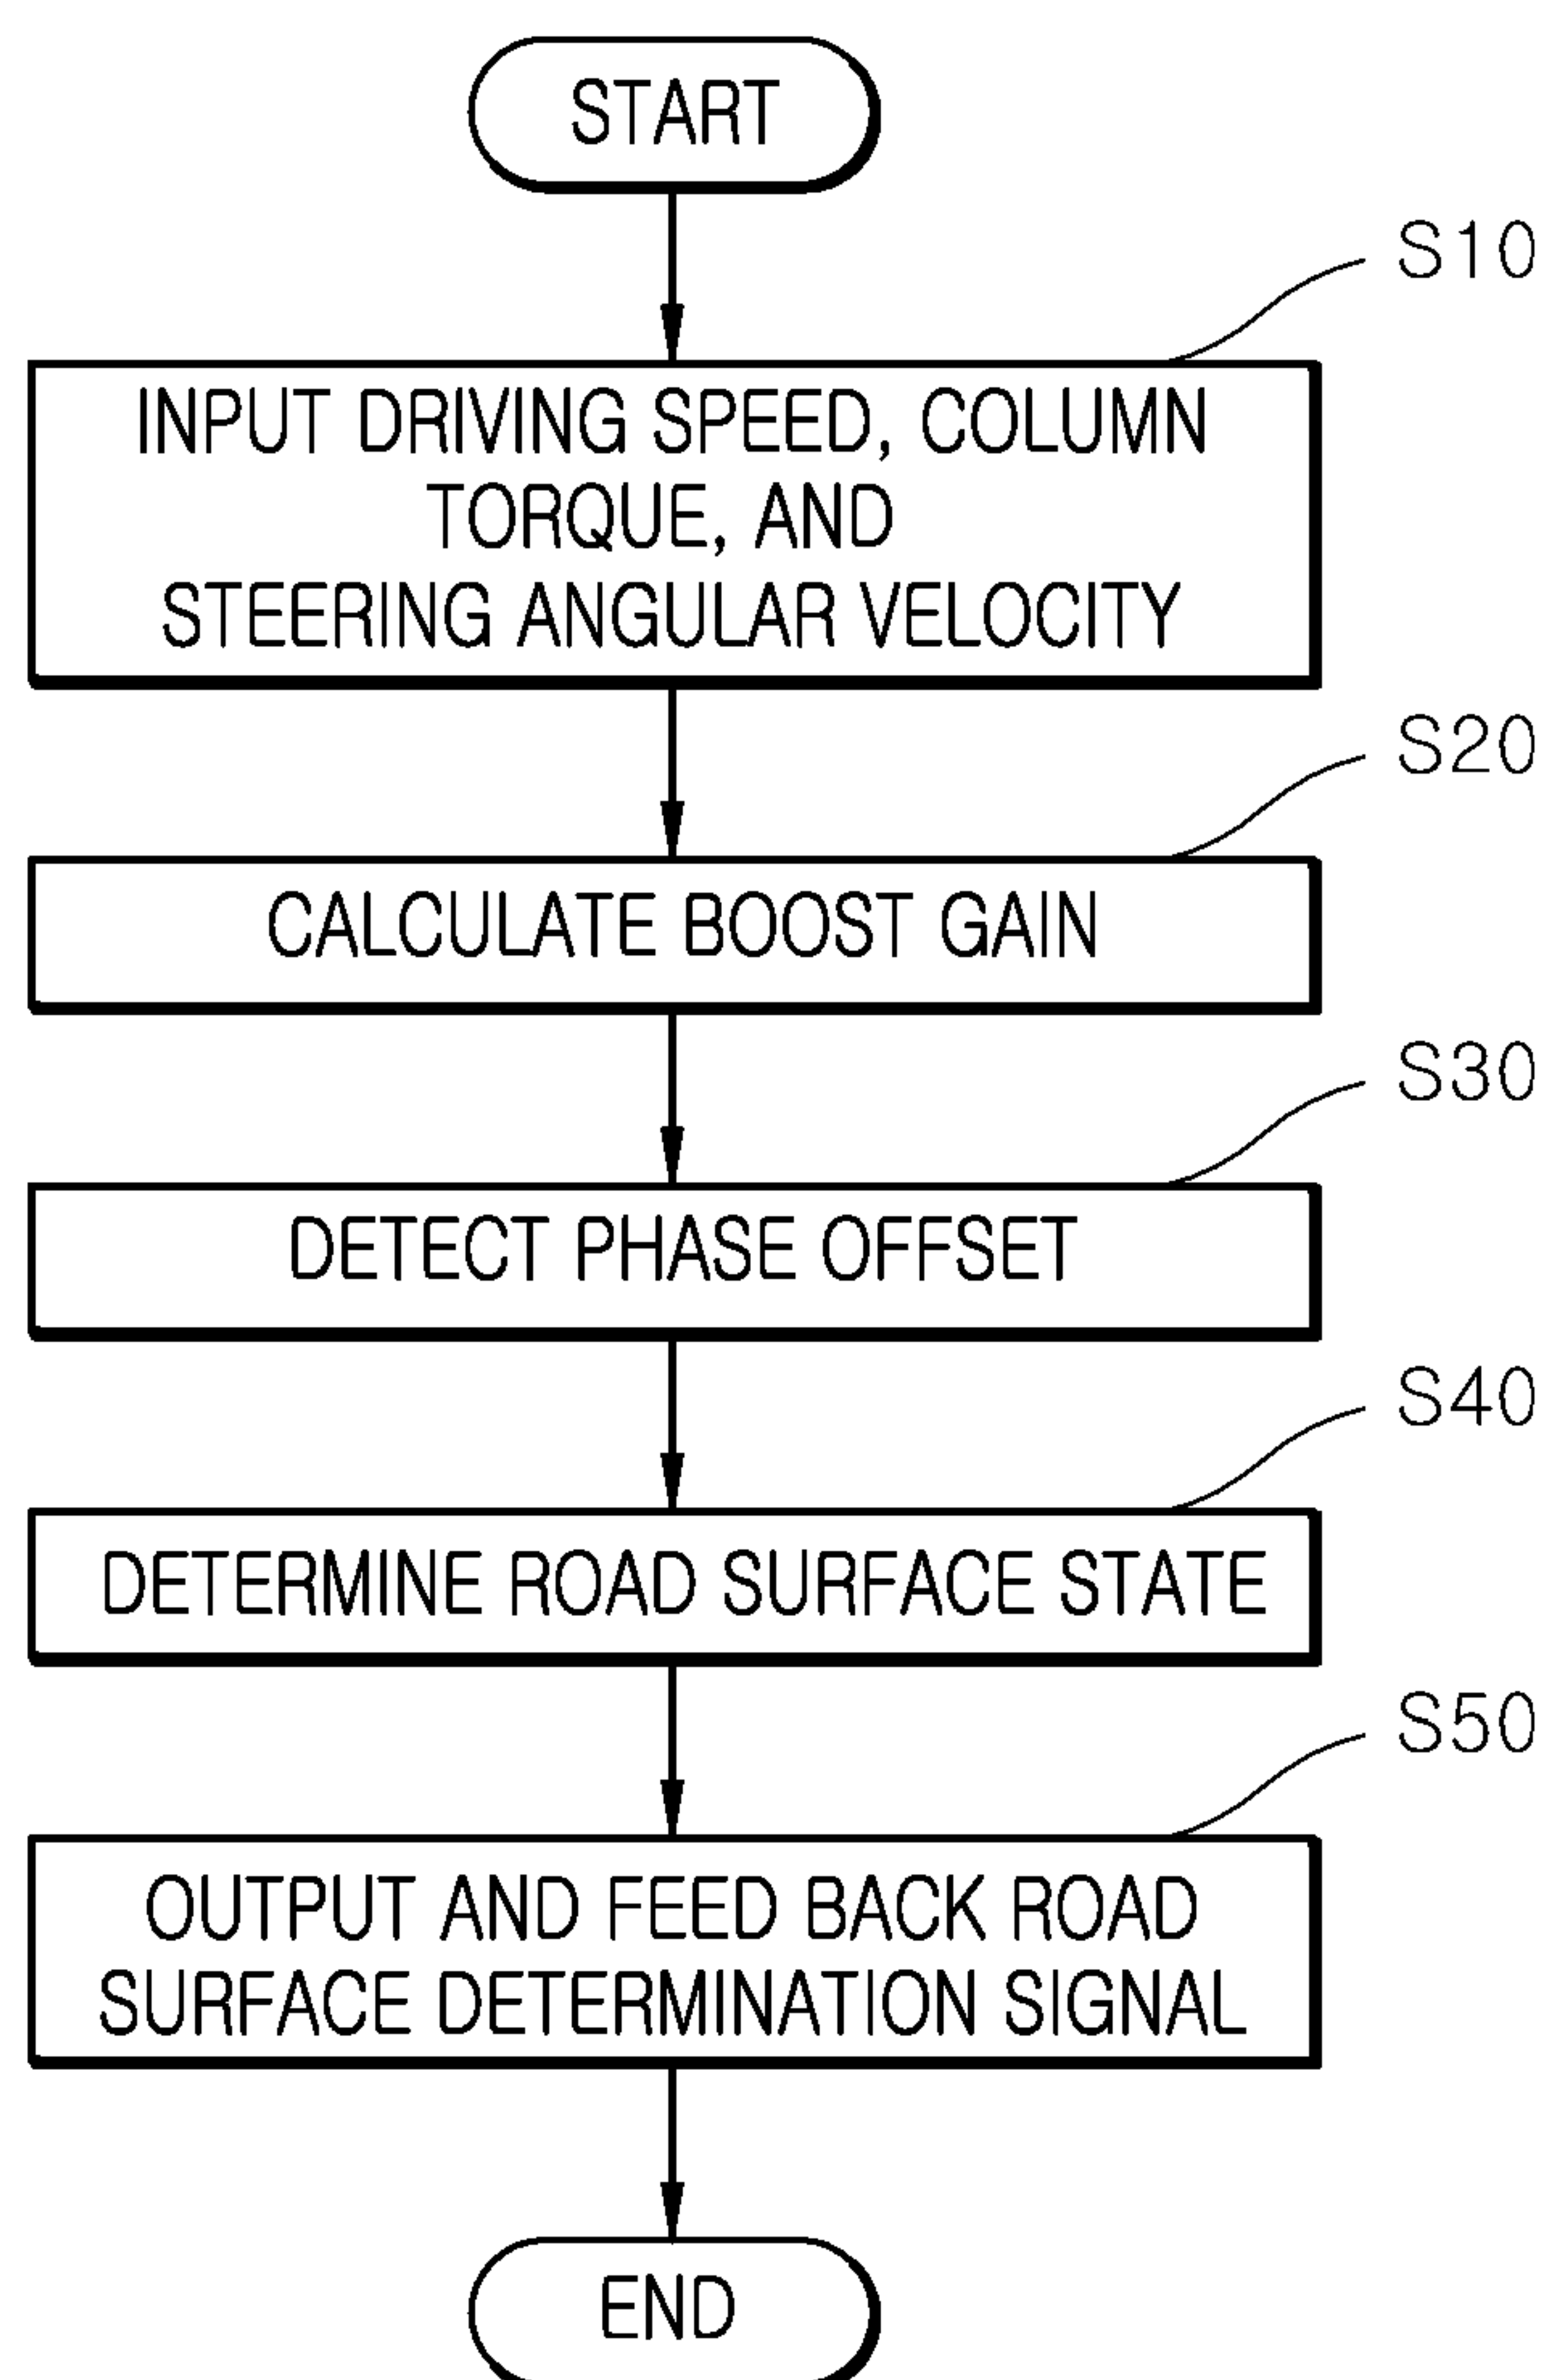 START
S10
INPUT DRIVING SPEED, COLUMN
TORQUE, AND
STEERING ANGULAR VELOCITY
S20
CALCULATE BOOST GAIN
S30
DETECT PHASE OFFSET
S40
DETERMINE ROAD SURFACE STATE
S50
OUTPUT AND FEED BACK ROAD
SURFACE DETERMINATION SIGNAL
END